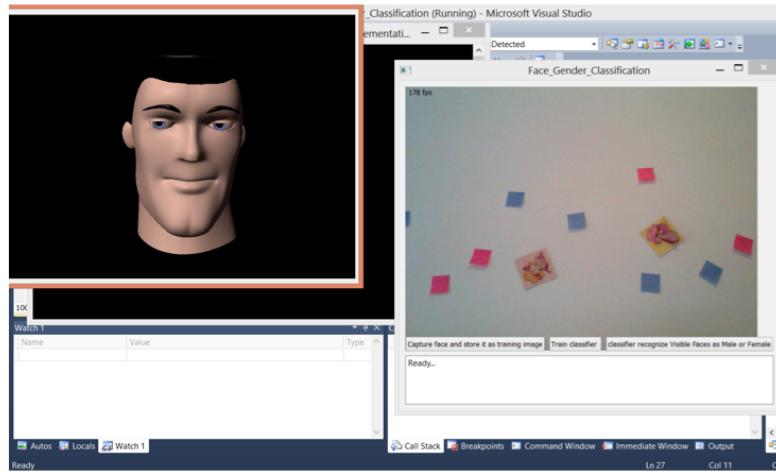 _Classification (Running) - Microsoft Visual Studio
ementati...
Detected
Face_Gender_Classification
178 fps
Capture face and store it as training image
Train classifier
classifier recognize Visible Faces as Male or Female
Ready...
100
Watch 1
Name Value Type
Autos Locals Watch 1
Call Stack Breakpoints Command Window Immediate Window Output
Ready Ln 27 Col 11